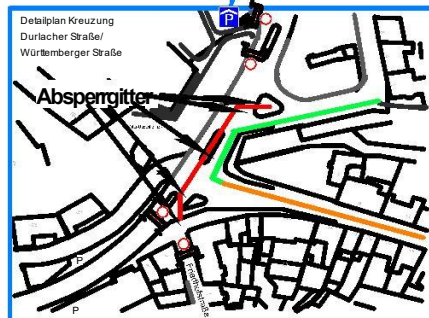 Detailplan Kreuzung
Durlacher Straße/
Württemberger Straße
P
Absperrgitter
P
P